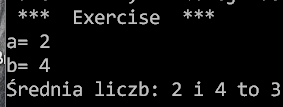 *** Exercise ***
a= 2
b= 4
Średnia liczb: 2 i 4 to 3